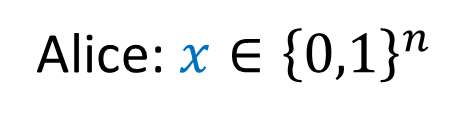 Alice: x ∈ {0,1}ⁿ